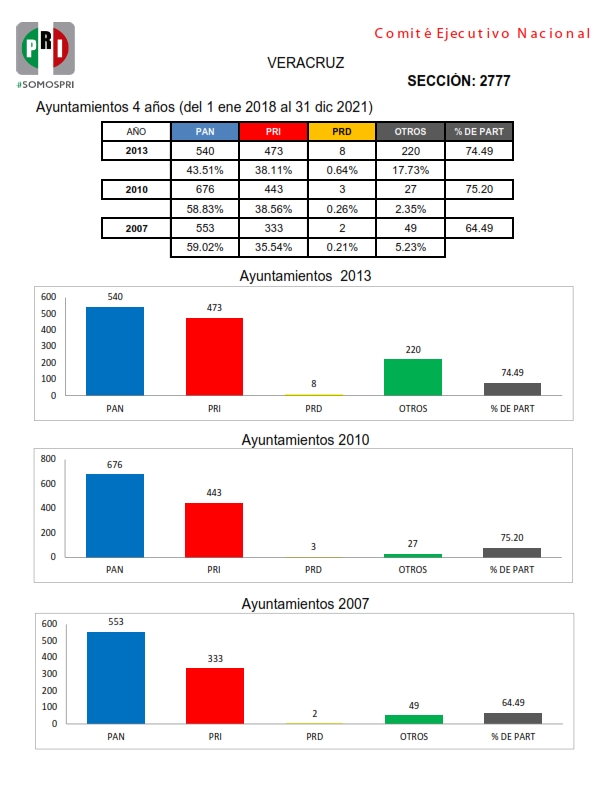 Comité Ejecutivo Nacional
PRI
#SOMOSPRI
VERACRUZ
SECCIÓN: 2777
Ayuntamientos 4 años (del 1 ene 2018 al 31 dic 2021)
AÑO PAN PRI PRD OTROS % DE PART
2013 540 473 8 220 74.49
43.51% 38.11% 0.64% 17.73%
2010 676 443 3 27 75.20
58.83% 38.56% 0.26% 2.35%
2007 553 333 2 49 64.49
59.02% 35.54% 0.21% 5.23%
Ayuntamientos 2013
600
500
400
300
200
100
0
540 473 8 220 74.49
PAN PRI PRD OTROS % DE PART
Ayuntamientos 2010
800
600
400
200
0
676 443 3 27 75.20
PAN PRI PRD OTROS % DE PART
Ayuntamientos 2007
600
500
400
300
200
100
0
553 333 2 49 64.49
PAN PRI PRD OTROS % DE PART